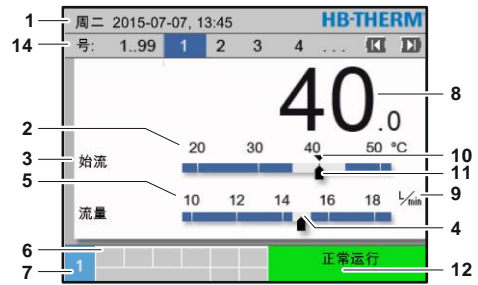 1 周二 2015-07-07, 13:45 HB-THERM
14 号: 1..99 1 2 3 4 ...
40.0 8
2 20 30 40 50 °C 10
3 始流 11
5 10 12 14 16 18 L/min 9
流量 4
6 正常运行
7 1 12